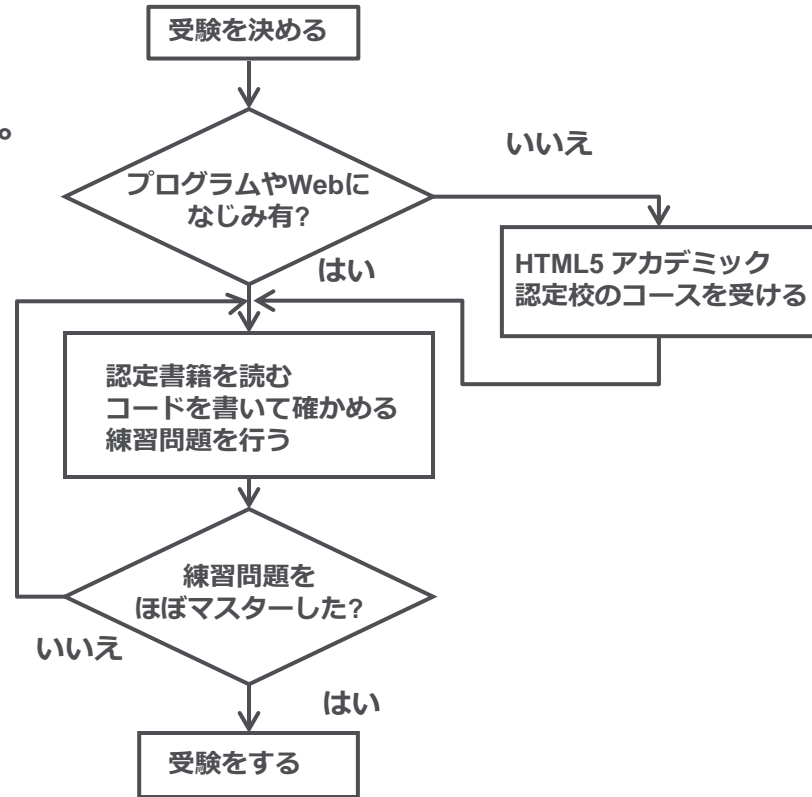 受験を決める
。
いいえ
プログラムやWebに
なじみ有?
はい
HTML5 アカデミック
認定校のコースを受ける
認定書籍を読む
コードを書いて確かめる
練習問題を行う
練習問題を
ほぼマスターした?
いいえ
はい
受験をする